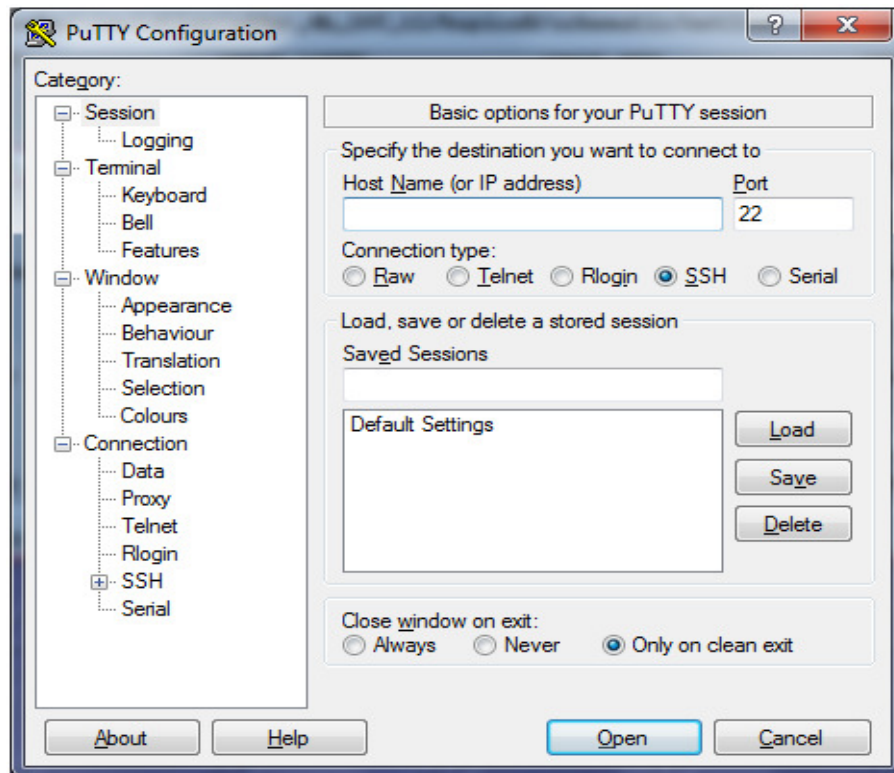 PuTTY Configuration
Category:
Session
Logging
Terminal
Keyboard
Bell
Features
Window
Appearance
Behaviour
Translation
Selection
Colours
Connection
Data
Proxy
Telnet
Rlogin
SSH
Serial
Basic options for your PuTTY session
Specify the destination you want to connect to
Host Name (or IP address) Port
22
Connection type:
Raw Telnet Rlogin SSH Serial
Load, save or delete a stored session
Saved Sessions
Default Settings
Load
Save
Delete
Close window on exit:
Always Never Only on clean exit
About Help Open Cancel